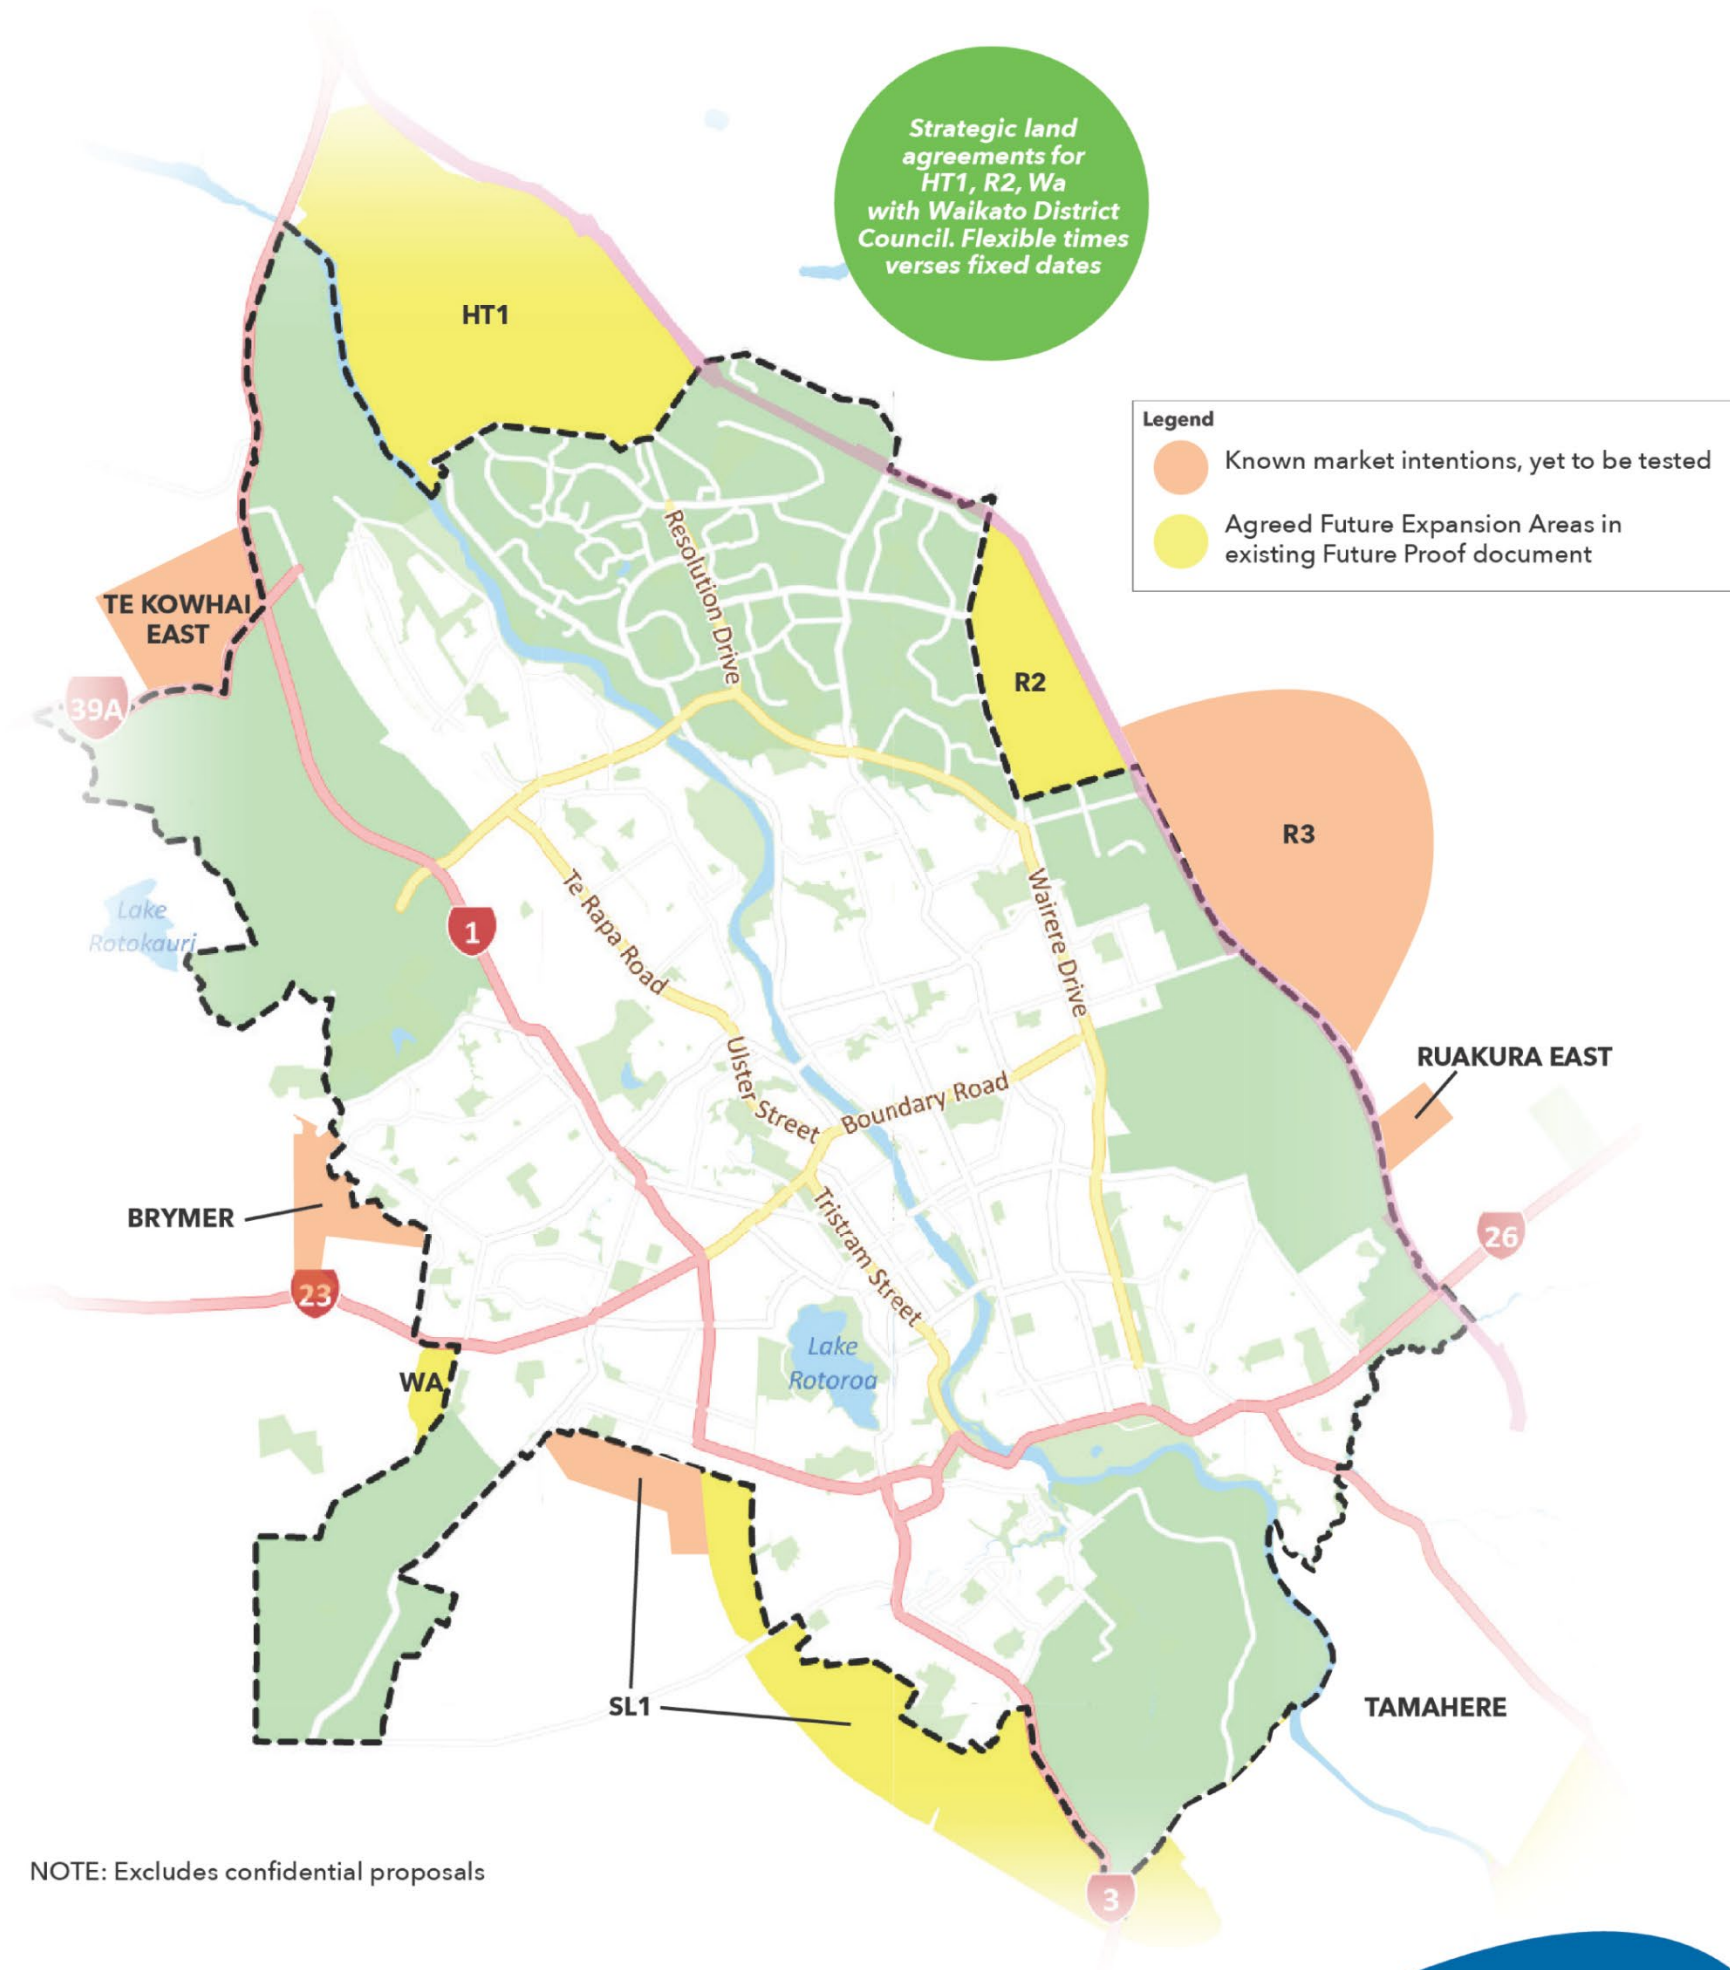 Strategic land
agreements for
HT1, R2, Wa
with Waikato District
Council. Flexible times
verses fixed dates
HT1
Legend
Known market intentions, yet to be tested
Agreed Future Expansion Areas in
existing Future Proof document
Resolution Drive
TE KOWHAI
EAST
R2
39A
R3
Lake
Rotokauri
1
Te Rapa Road
Wairere Drive
Ulster Street
Boundary Road
RUAKURA EAST
BRYMER
Tristram Street
26
23
Lake
Rotoroa
WA
SL1
TAMAHERE
NOTE: Excludes confidential proposals
3